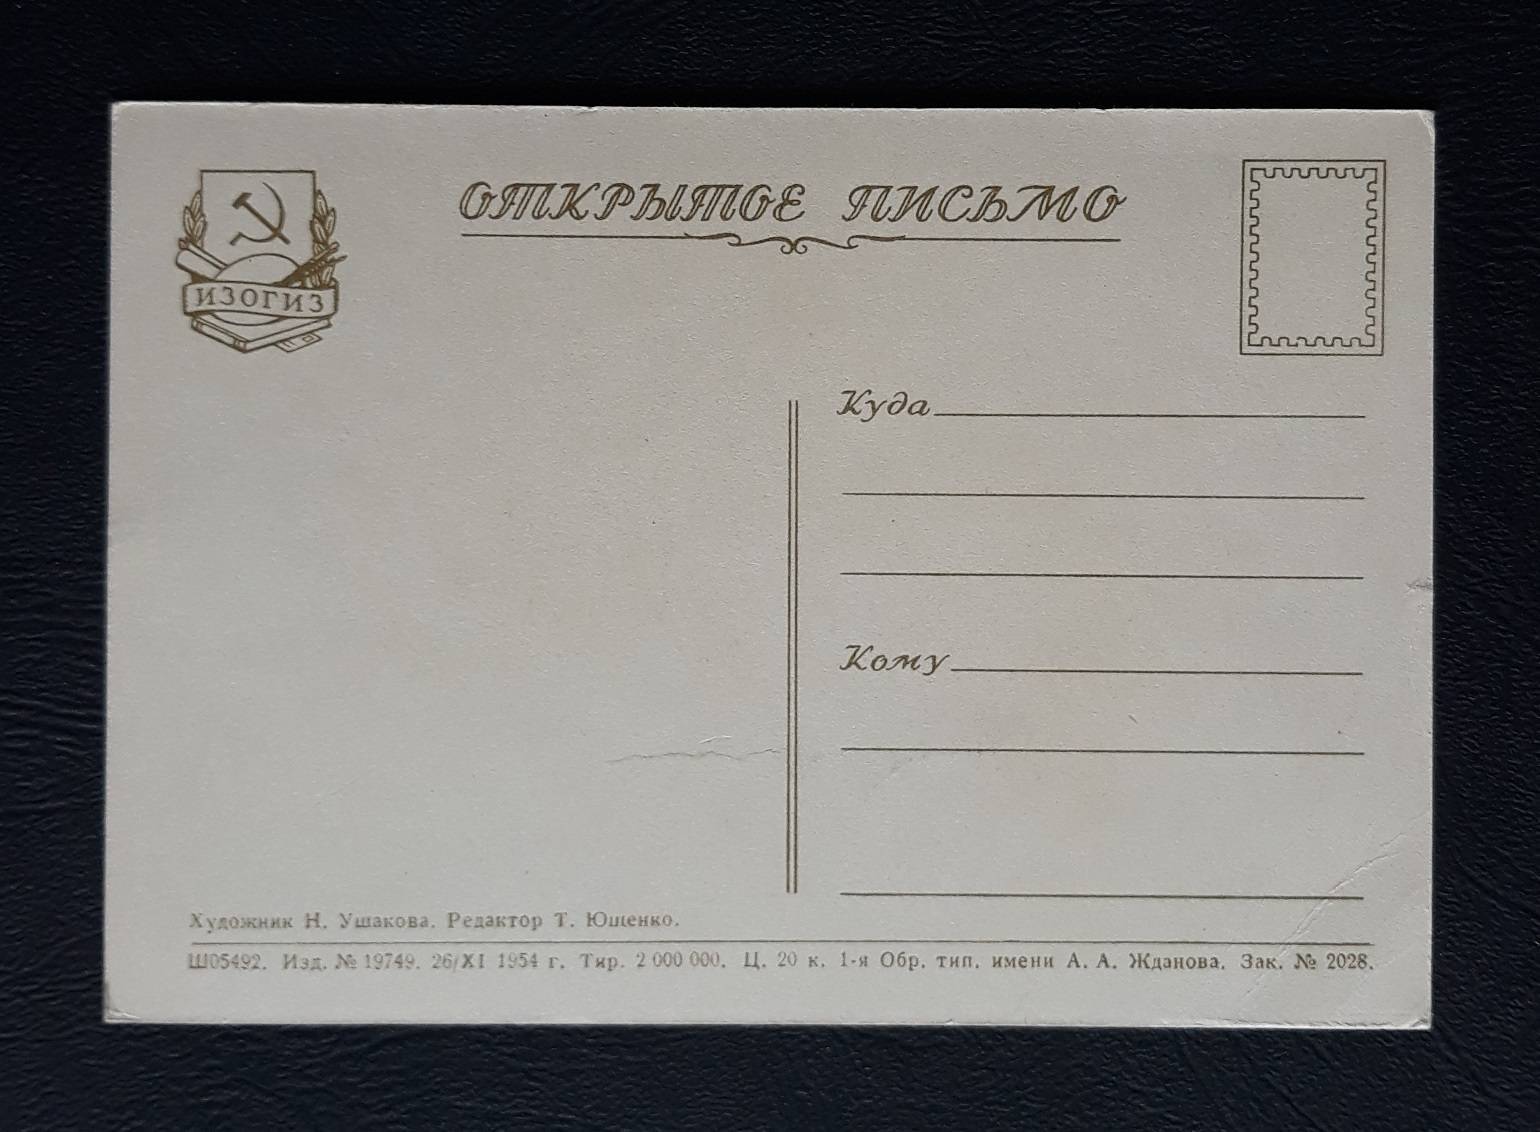 ИЗОГИЗ
ОТКРЫТОЕ ПИСЬМО
Куда
Кому
Художник Н. Ушакова. Редактор Т. Ющенко.
Ш05492. Изд. № 19749. 26/XI 1954 г. Тир. 2 000 000. Ц. 20 к. 1-я Обр. тип. имени А. А. Жданова. Зак. № 2028.